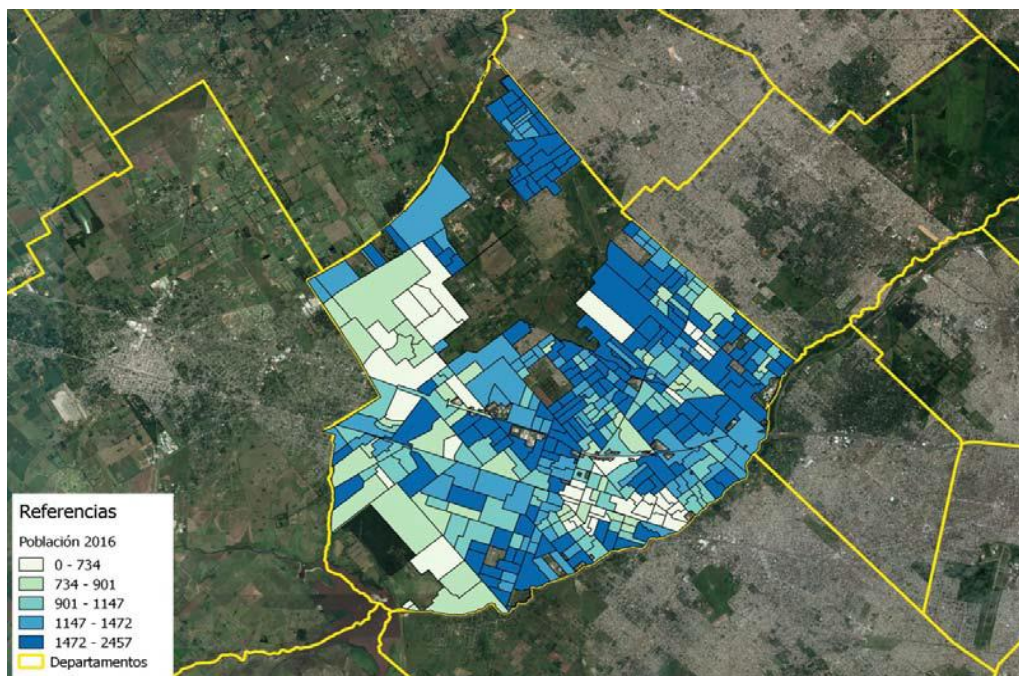 Referencias
Población 2016
0 - 734
734 - 901
901 - 1147
1147 - 1472
1472 - 2457
Departamentos